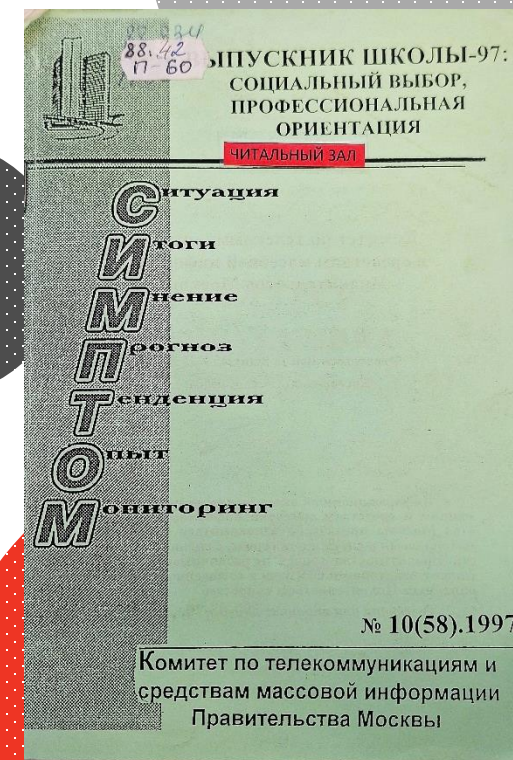 88.42
П-60
ЫПУСКНИК ШКОЛЫ-97:
СОЦИАЛЬНЫЙ ВЫБОР,
ПРОФЕССИОНАЛЬНАЯ
ОРИЕНТАЦИЯ
ЧИТАЛЬНЫЙ ЗАЛ
Ситуация
Итоги
Мнение
Прогноз
Тенденция
Опыт
Мониторинг
№ 10(58).1997
Комитет по телекоммуникациям и
средствам массовой информации
Правительства Москвы